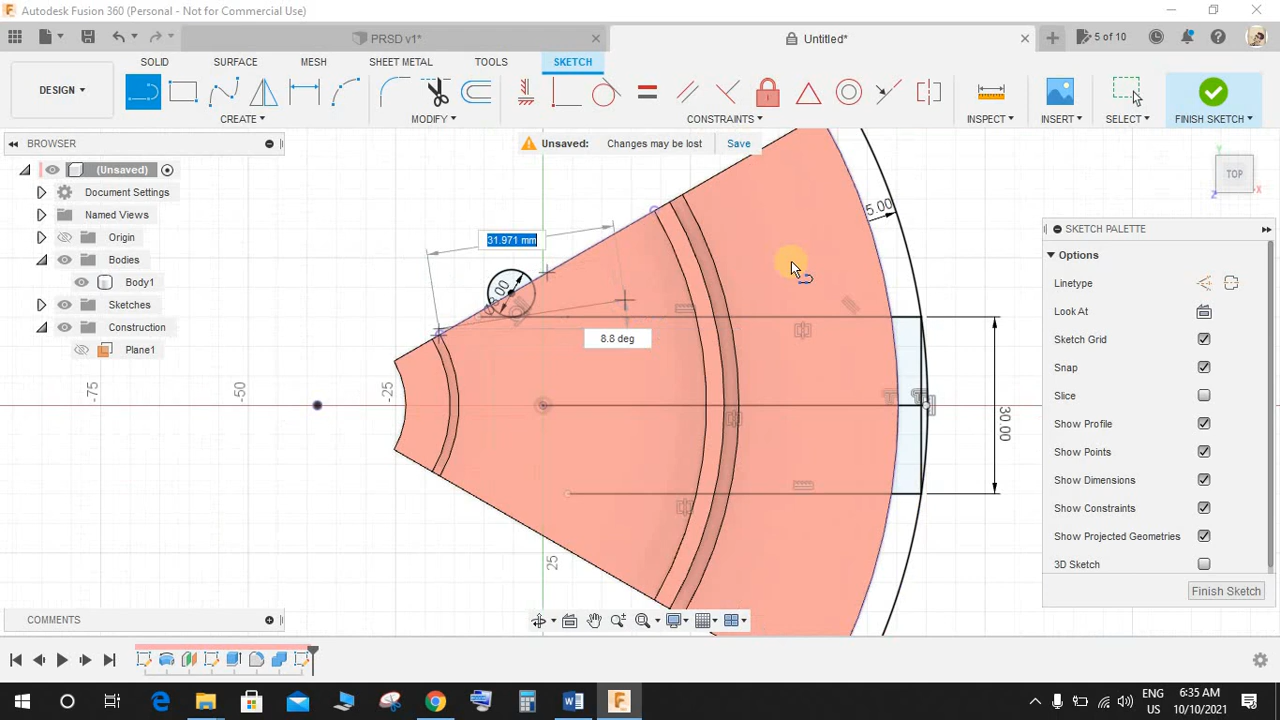 Autodesk Fusion 360 (Personal - Not for Commercial Use)
PRSD v1*
Untitled*
5 of 10
SOLID
SURFACE
MESH
SHEET METAL
TOOLS
SKETCH
DESIGN
CREATE
MODIFY
CONSTRAINTS
INSPECT
INSERT
SELECT
FINISH SKETCH
BROWSER
Unsaved: Changes may be lost Save
(Unsaved)
Document Settings
Named Views
Origin
Bodies
Body1
Sketches
Construction
Plane1
TOP
Y
X
Z
SKETCH PALETTE
Options
Linetype
Look At
Sketch Grid
Snap
Slice
Show Profile
Show Points
Show Dimensions
Show Constraints
Show Projected Geometries
3D Sketch
Finish Sketch
5.00
31.971 mm
8.8 deg
-75
-50
-25
30.00
25
COMMENTS
ENG
US
6:35 AM
10/10/2021